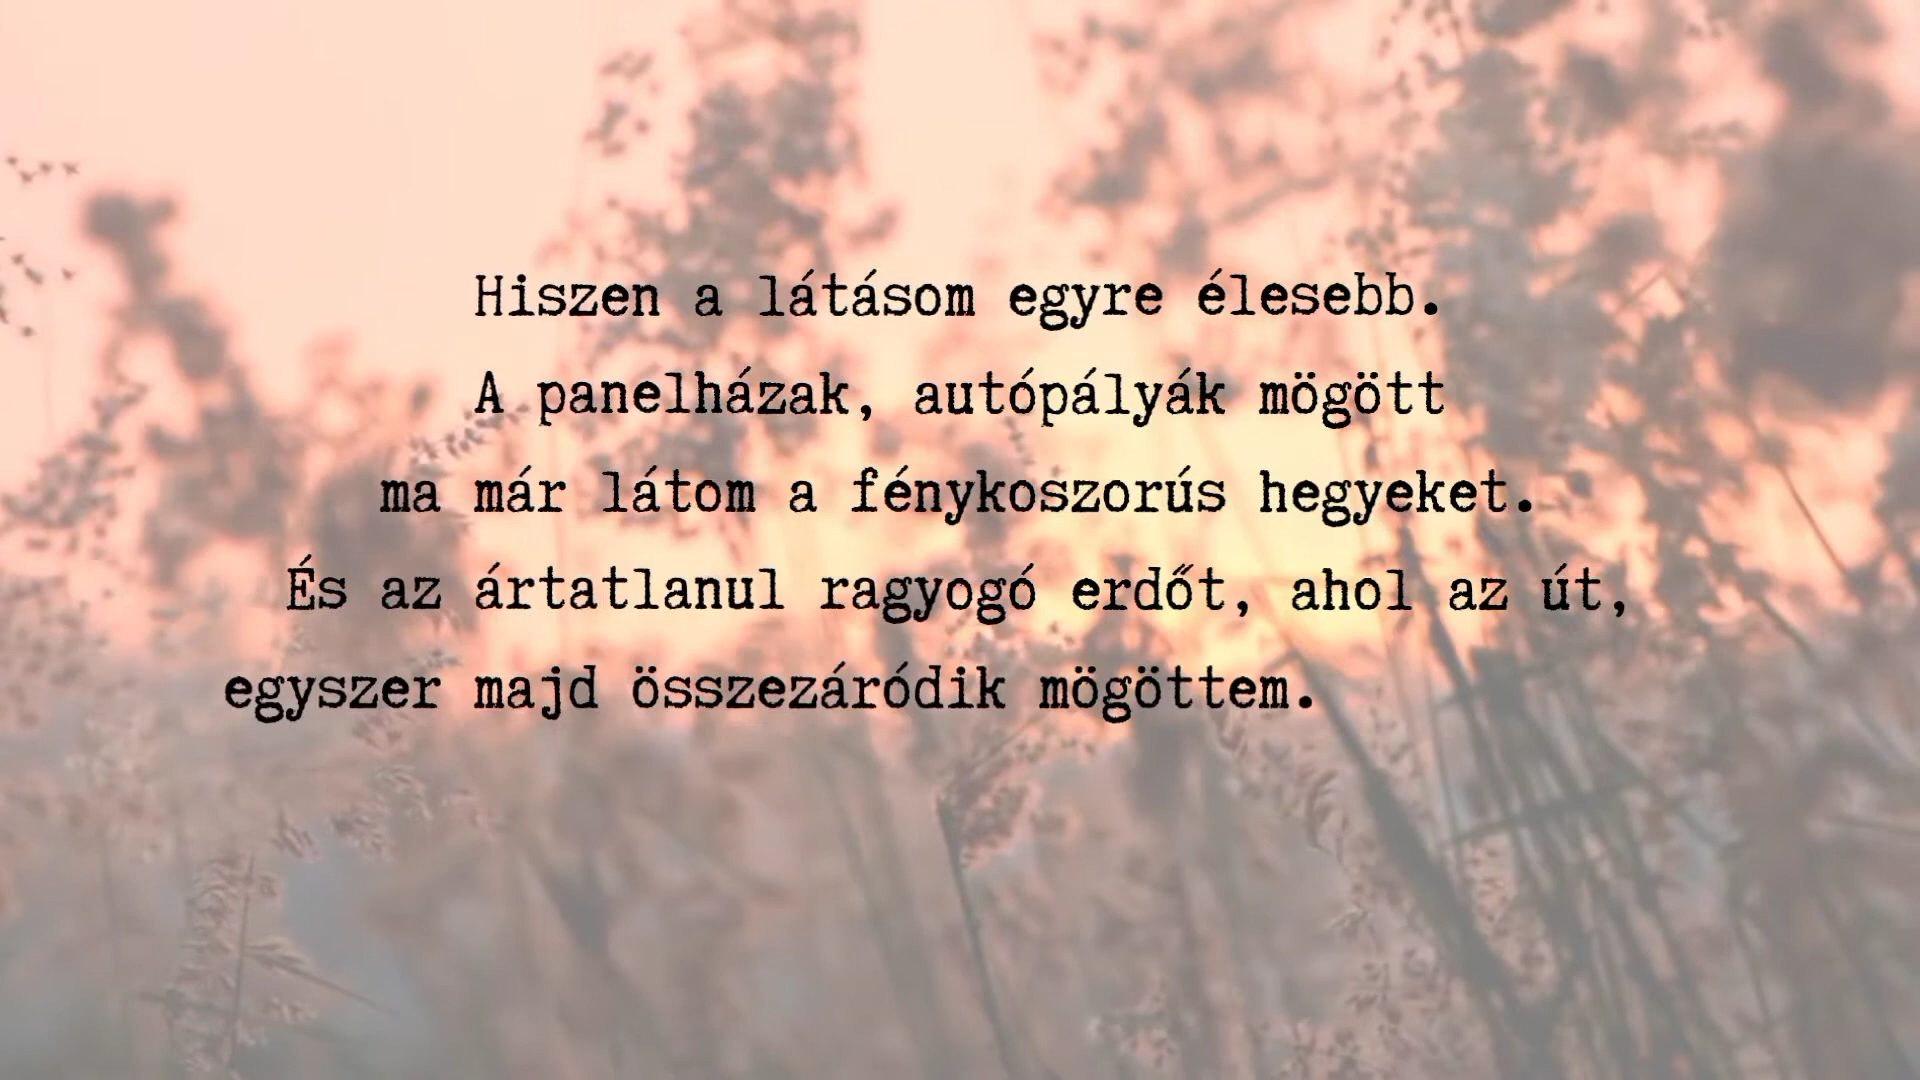 Hiszen a látásom egyre élesebb.
A panelházak, autópályák mögött
ma már látom a fénykoszorús hegyeket.
És az ártatlanul ragyogó erdőt, ahol az út,
egyszer majd összezáródik mögöttem.